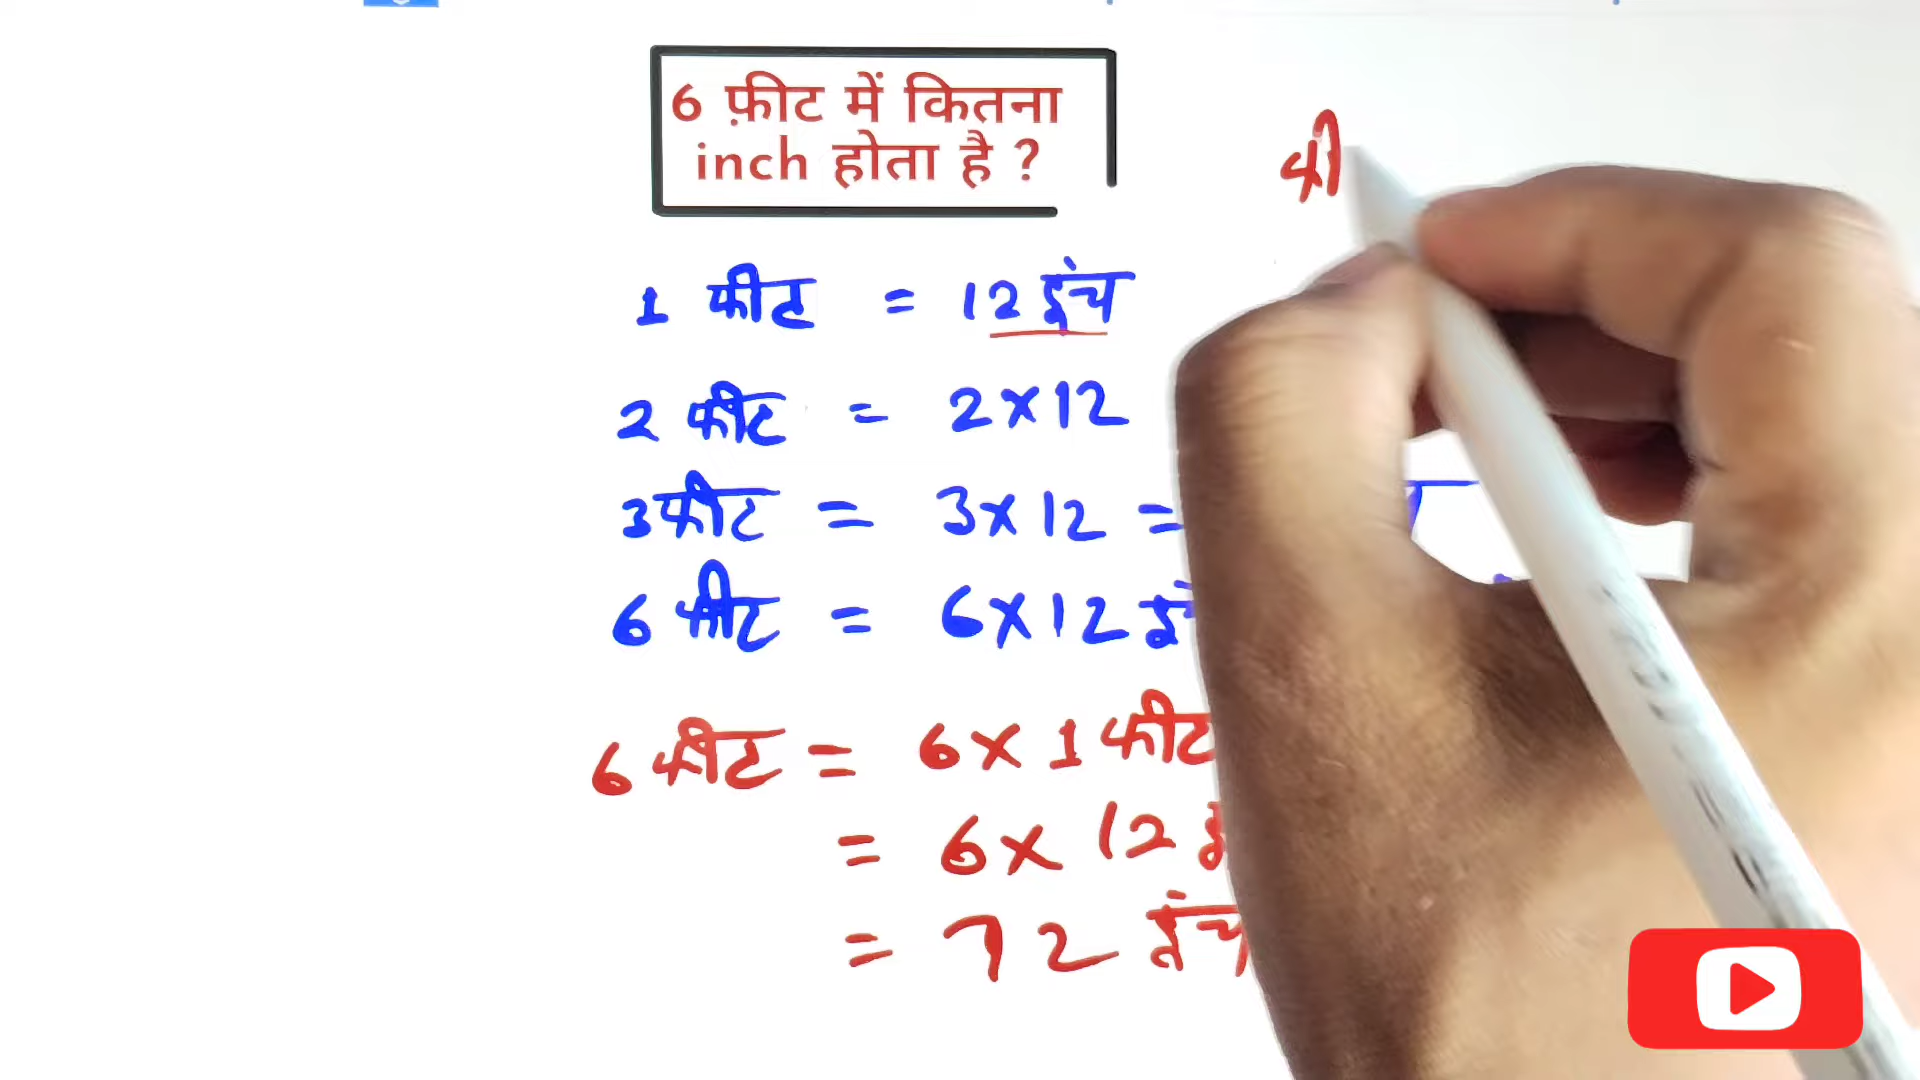 6 फ़ीट में कितना
inch होता है ?
फी
1 फीट = 12 इंच
2 फीट = 2 × 12
3 फीट = 3 × 12 =
6 फीट = 6 × 12
6 फीट = 6 × 1 फीट
= 6 × 12
= 72 इंच